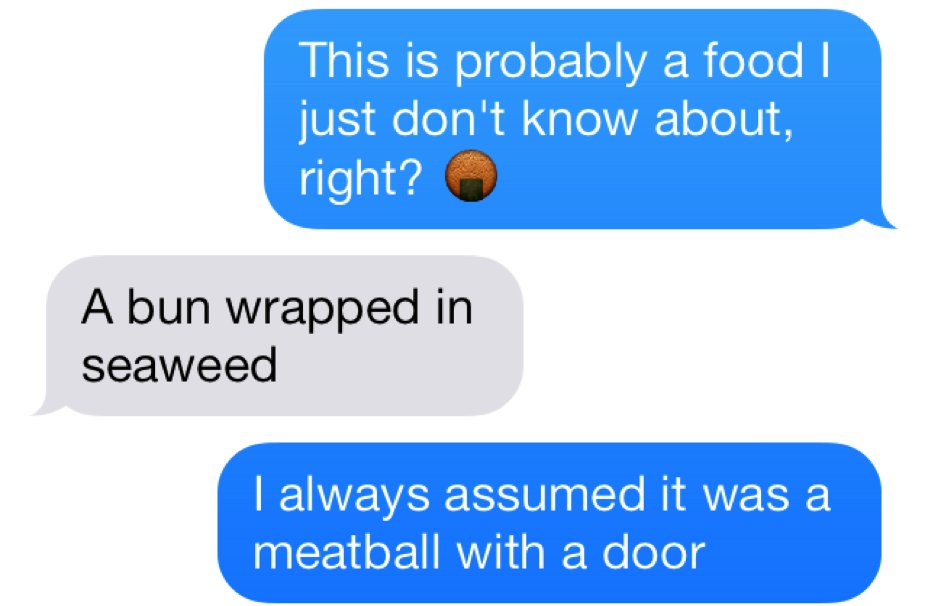 This is probably a food I
just don't know about,
right? 🍘
A bun wrapped in
seaweed
I always assumed it was a
meatball with a door